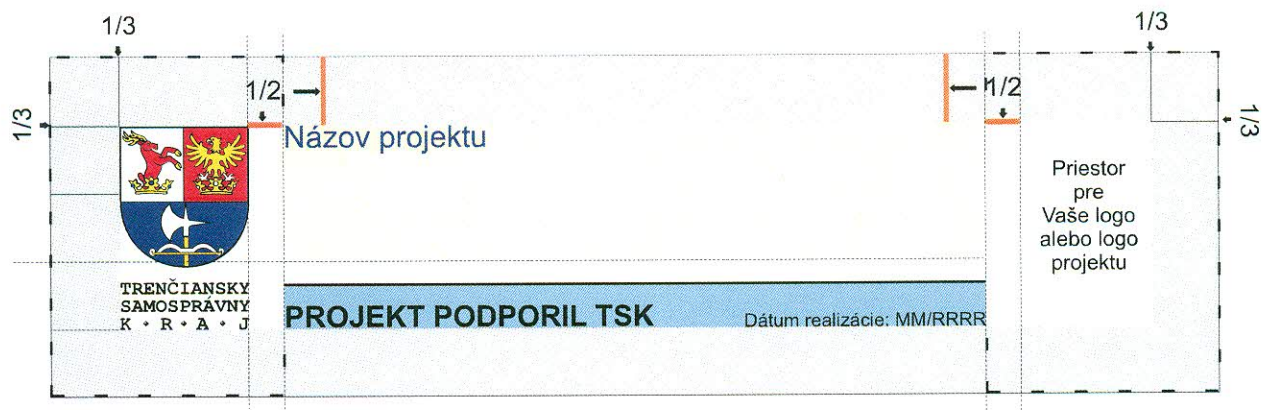 1/3
1/3
1/2
1/2
1/3
1/3
Názov projektu
Priestor
pre
Vaše logo
alebo logo
projektu
TRENČIANSKY
SAMOSPRÁVNY
K · R · A · J
PROJEKT PODPORIL TSK
Dátum realizácie: MM/RRRR